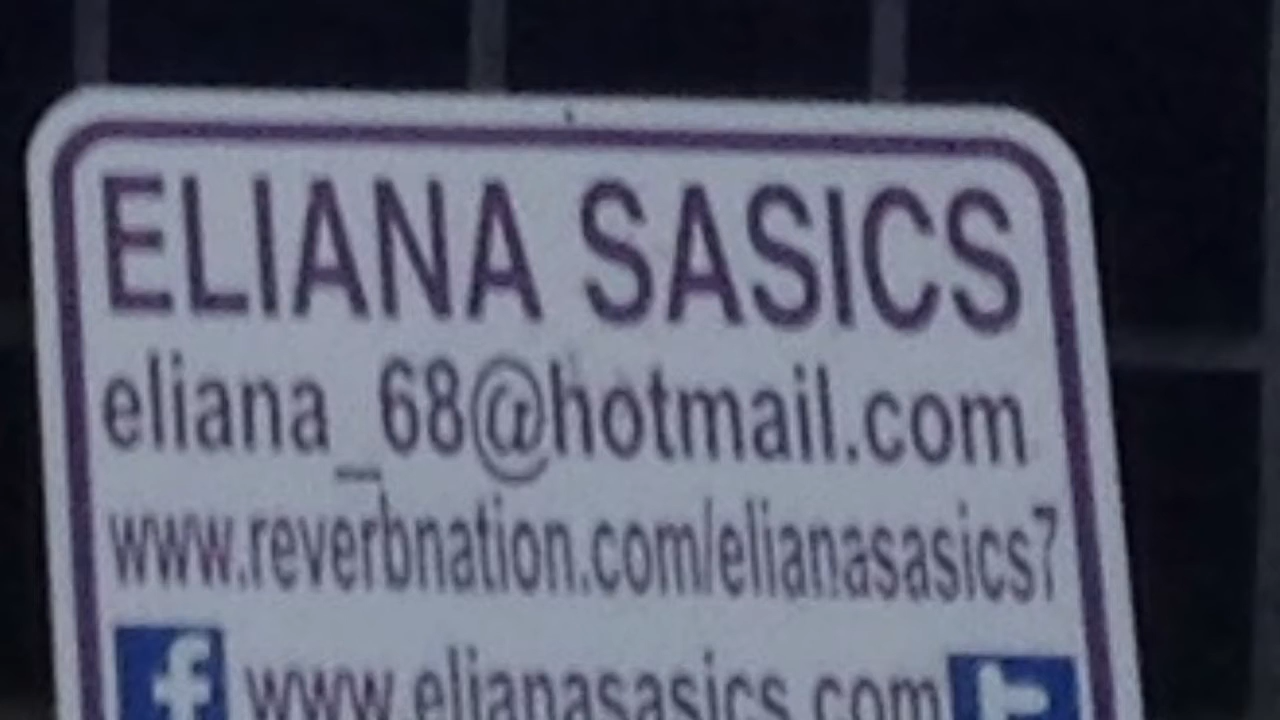 ELIANA SASICS
eliana_68@hotmail.com
www.reverbnation.com/elianasasics7
www.elianasasics.com